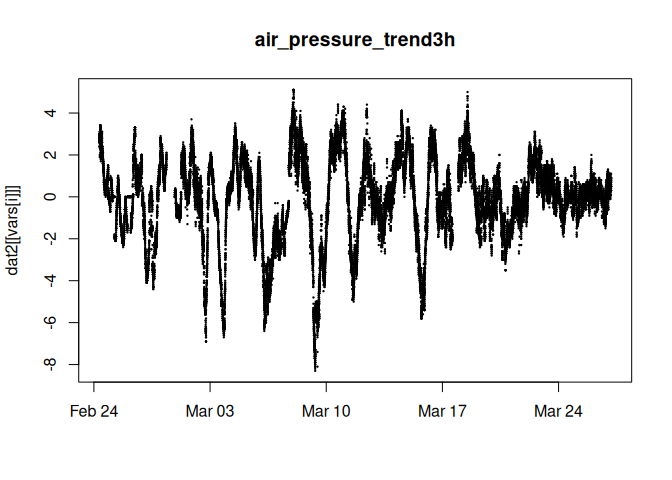 air_pressure_trend3h
dat2[[vars[i]]]
4
2
0
-2
-4
-6
-8
Feb 24
Mar 03
Mar 10
Mar 17
Mar 24